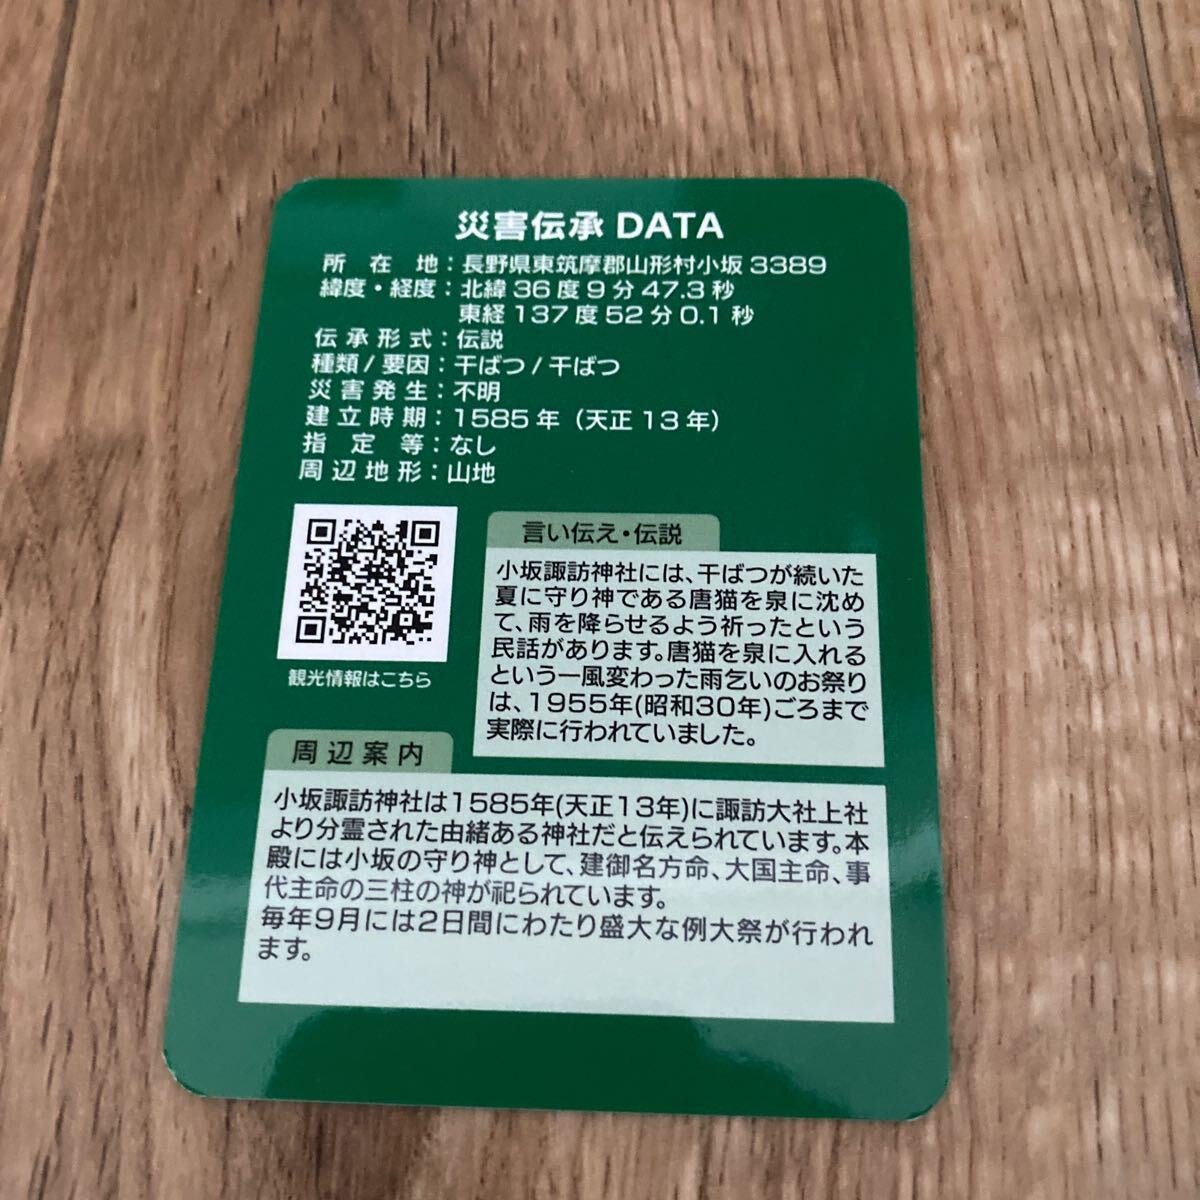 災害伝承 DATA
所在地：長野県東筑摩郡山形村小坂 3389
緯度・経度：北緯 36 度 9 分 47.3 秒
東経 137 度 52 分 0.1 秒
伝承形式：伝説
種類 / 要因：干ばつ / 干ばつ
災害発生：不明
建立時期：1585 年（天正 13 年）
指定等：なし
周辺地形：山地
観光情報はこちら
言い伝え・伝説
小坂諏訪神社には、干ばつが続いた
夏に守り神である唐猫を泉に沈め
て、雨を降らせるよう祈ったという
民話があります。唐猫を泉に入れる
という一風変わった雨乞いのお祭り
は、1955年(昭和30年)ごろまで
実際に行われていました。
周辺案内
小坂諏訪神社は1585年(天正13年)に諏訪大社上社
より分霊された由緒ある神社だと伝えられています。本
殿には小坂の守り神として、建御名方命、大国主命、事
代主命の三柱の神が祀られています。
毎年9月には2日間にわたり盛大な例大祭が行われ
ます。